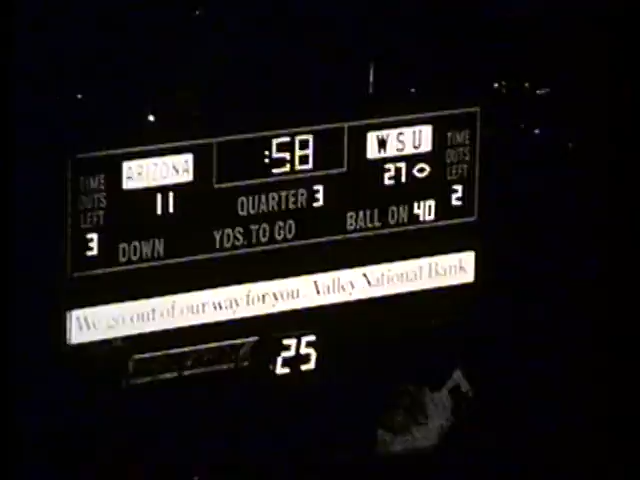 ARIZONA :58 WSU
TIME OUTS LEFT 11 QUARTER 3 27 TIME OUTS LEFT
3 DOWN YDS. TO GO BALL ON 40 2
We go out of our way for you. Valley National Bank
25